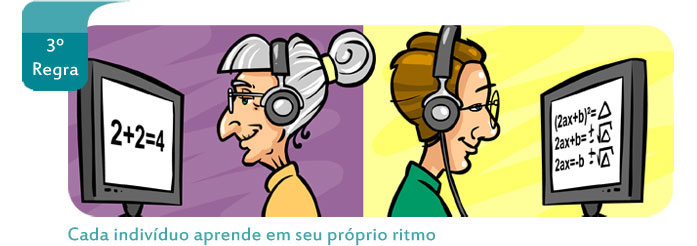 3º
Regra
2+2=4
(2ax+b)²=△
2ax+b=±√△
2ax=-b±√△
Cada indivíduo aprende em seu próprio ritmo